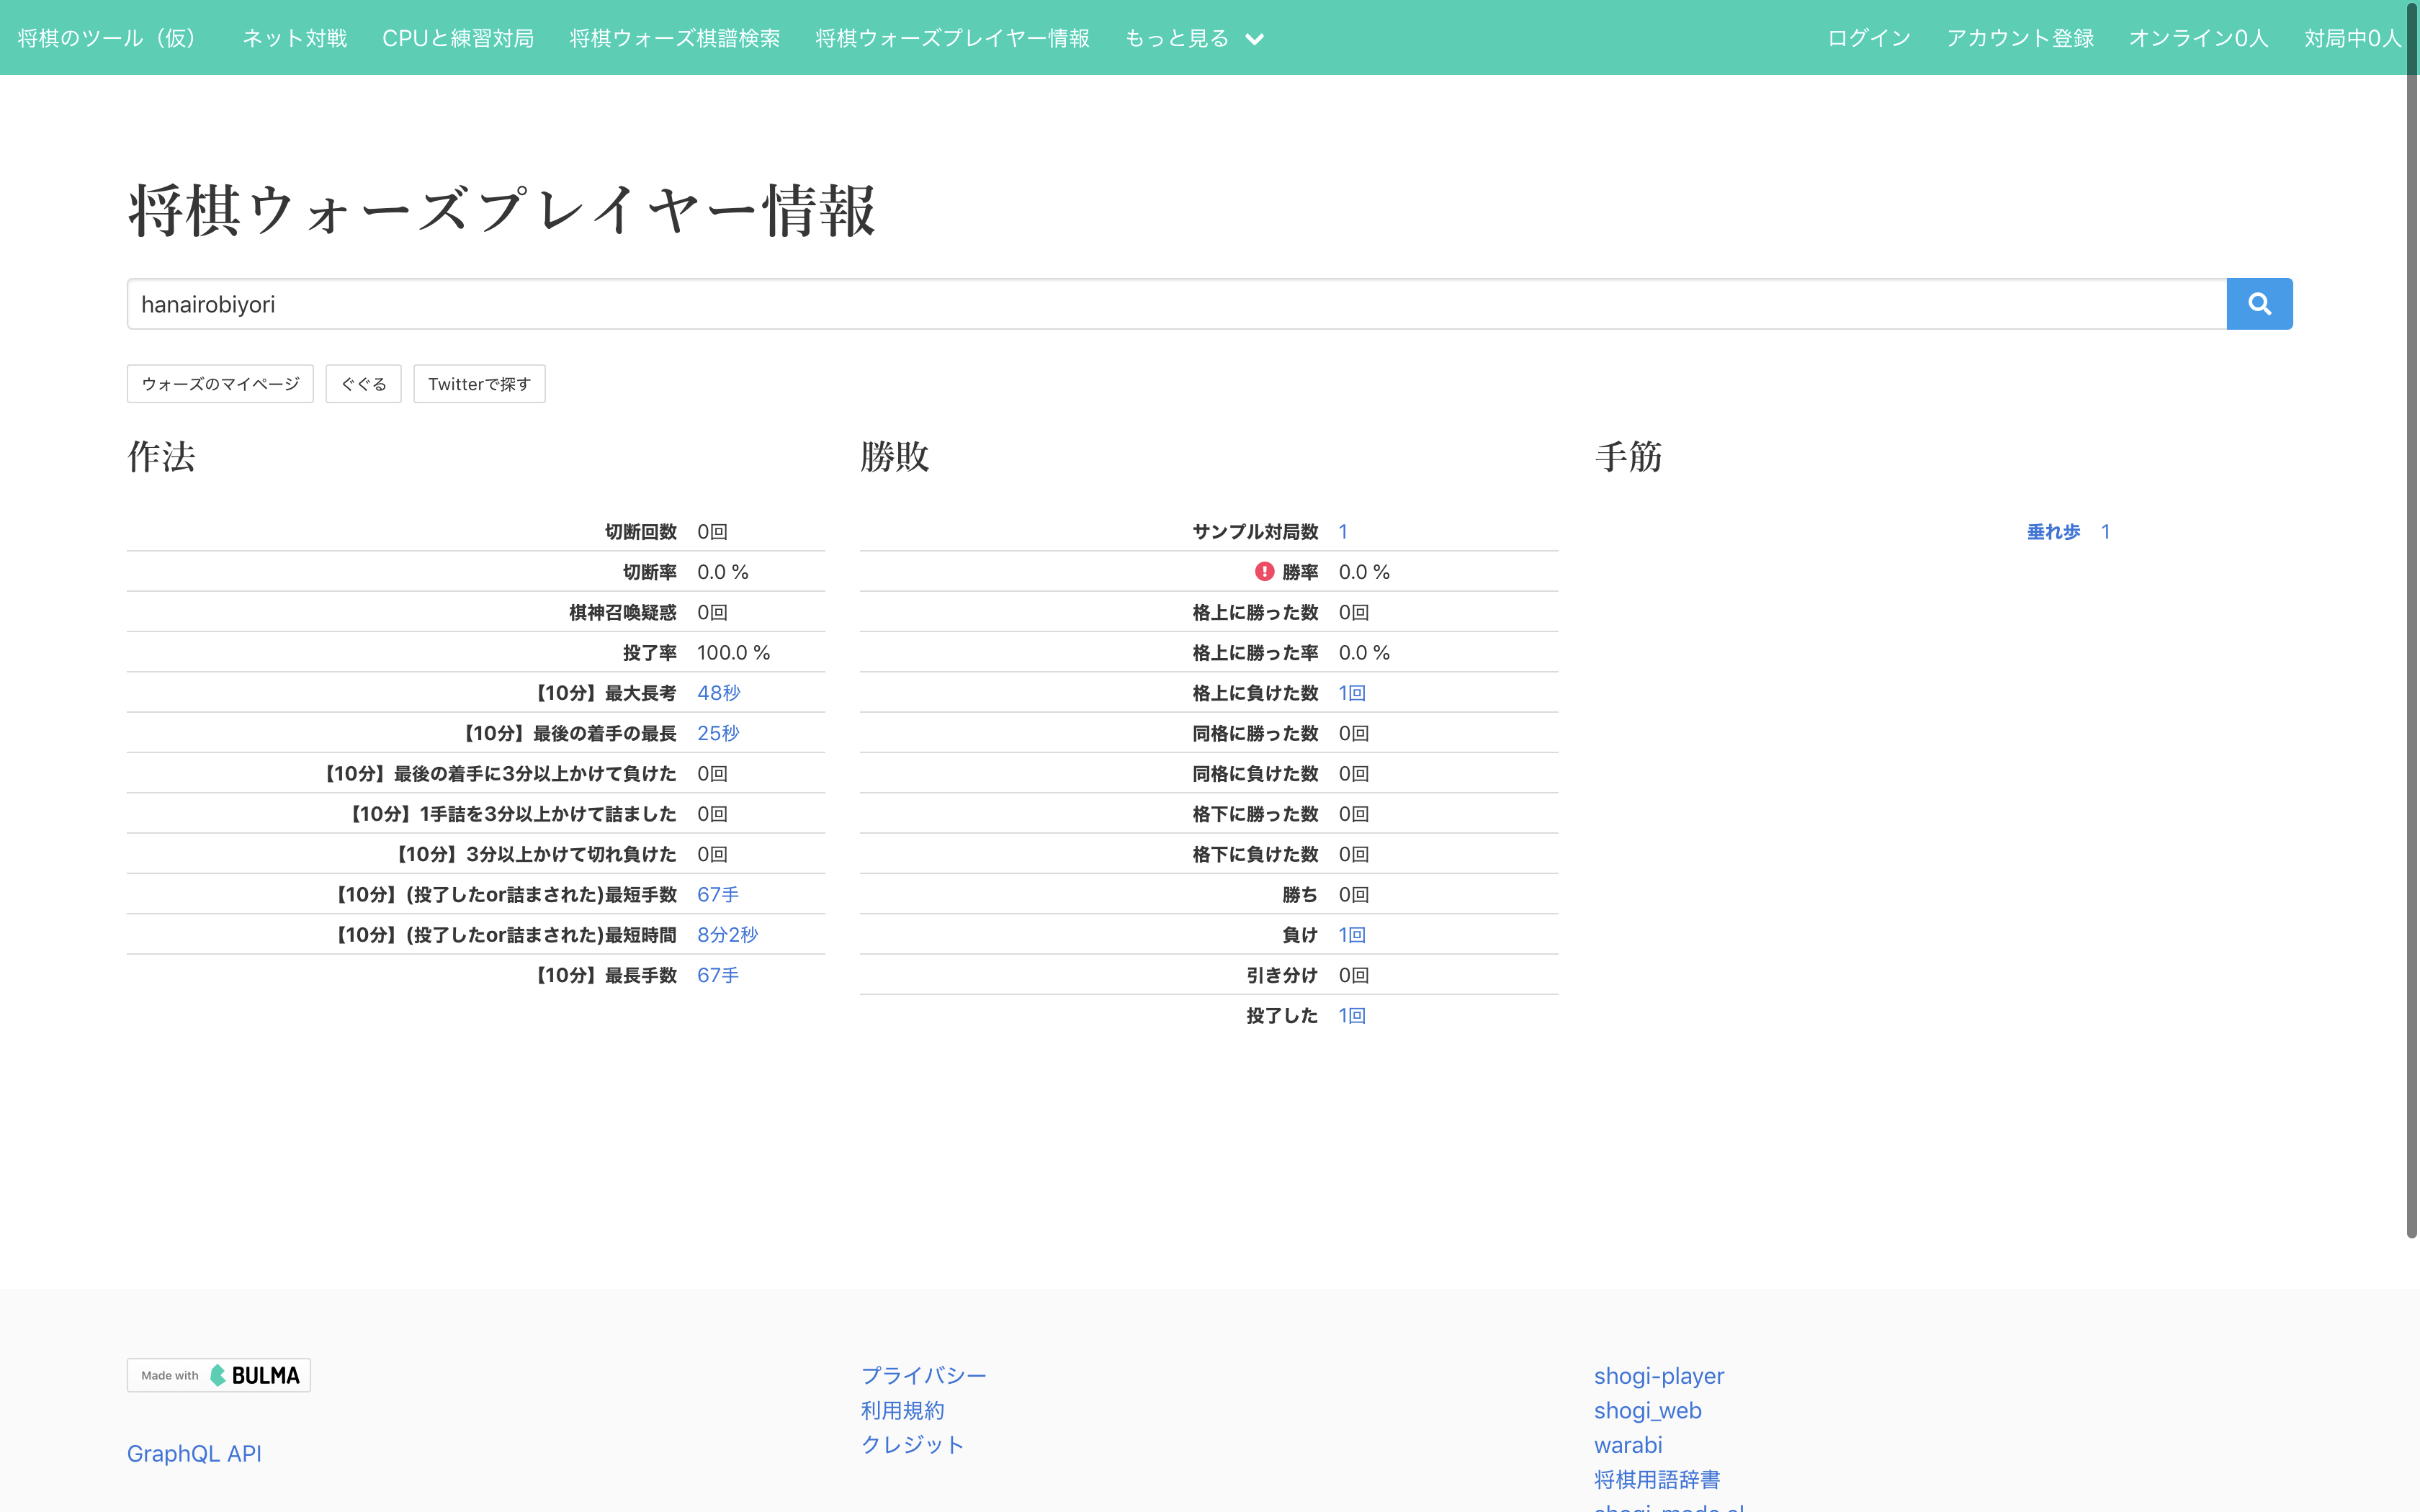 将棋のツール（仮） ネット対戦 CPUと練習対局 将棋ウォーズ棋譜検索 将棋ウォーズプレイヤー情報 もっと見る ログイン アカウント登録 オンライン0人 対局中0人
将棋ウォーズプレイヤー情報
hanairobiyori
ウォーズのマイページ ぐぐる Twitterで探す
作法
切断回数 0回
切断率 0.0 %
棋神召喚疑惑 0回
投了率 100.0 %
【10分】最大長考 48秒
【10分】最後の着手の最長 25秒
【10分】最後の着手に3分以上かけて負けた 0回
【10分】1手詰を3分以上かけて詰ました 0回
【10分】3分以上かけて切れ負けた 0回
【10分】(投了したor詰まされた)最短手数 67手
【10分】(投了したor詰まされた)最短時間 8分2秒
【10分】最長手数 67手
勝敗
サンプル対局数 1
勝率 0.0 %
格上に勝った数 0回
格上に勝った率 0.0 %
格上に負けた数 1回
同格に勝った数 0回
同格に負けた数 0回
格下に勝った数 0回
格下に負けた数 0回
勝ち 0回
負け 1回
引き分け 0回
投了した 1回
手筋
垂れ歩 1
Made with BULMA
GraphQL API
プライバシー
利用規約
クレジット
shogi-player
shogi_web
warabi
将棋用語辞書